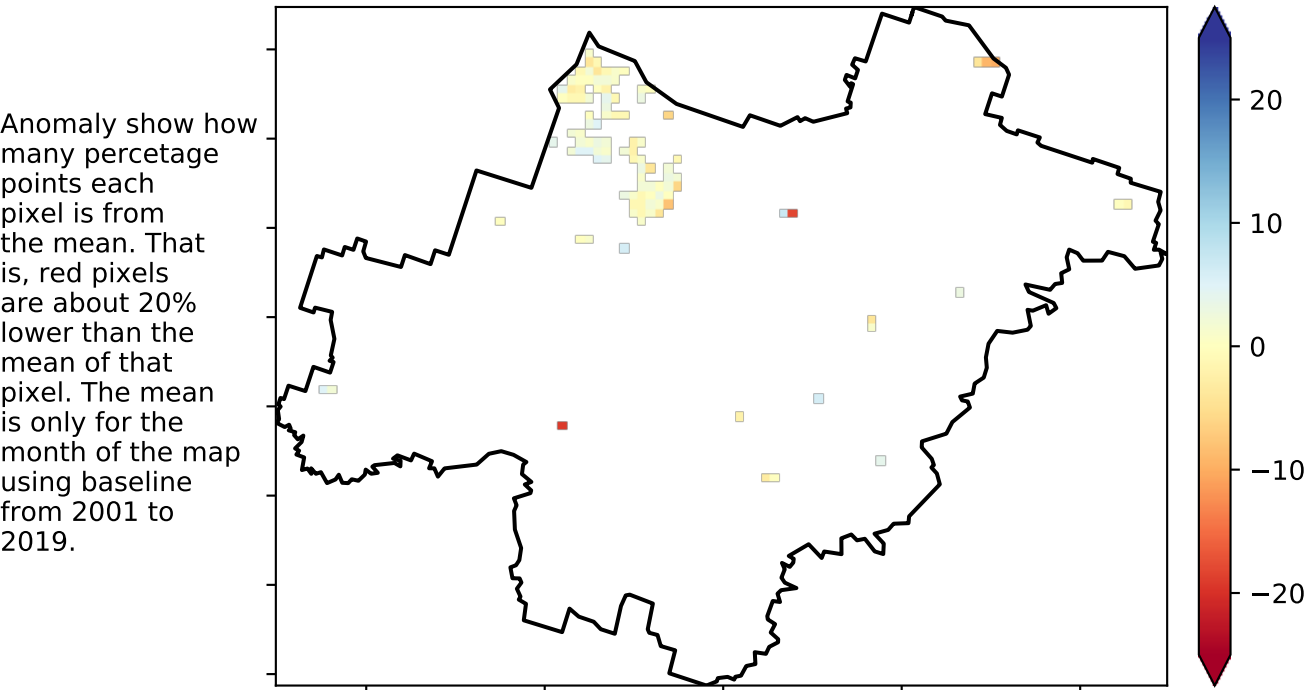 Anomaly show how
many percetage
points each
pixel is from
the mean. That
is, red pixels
are about 20%
lower than the
mean of that
pixel. The mean
is only for the
month of the map
using baseline
from 2001 to
2019.
20
10
0
−10
−20